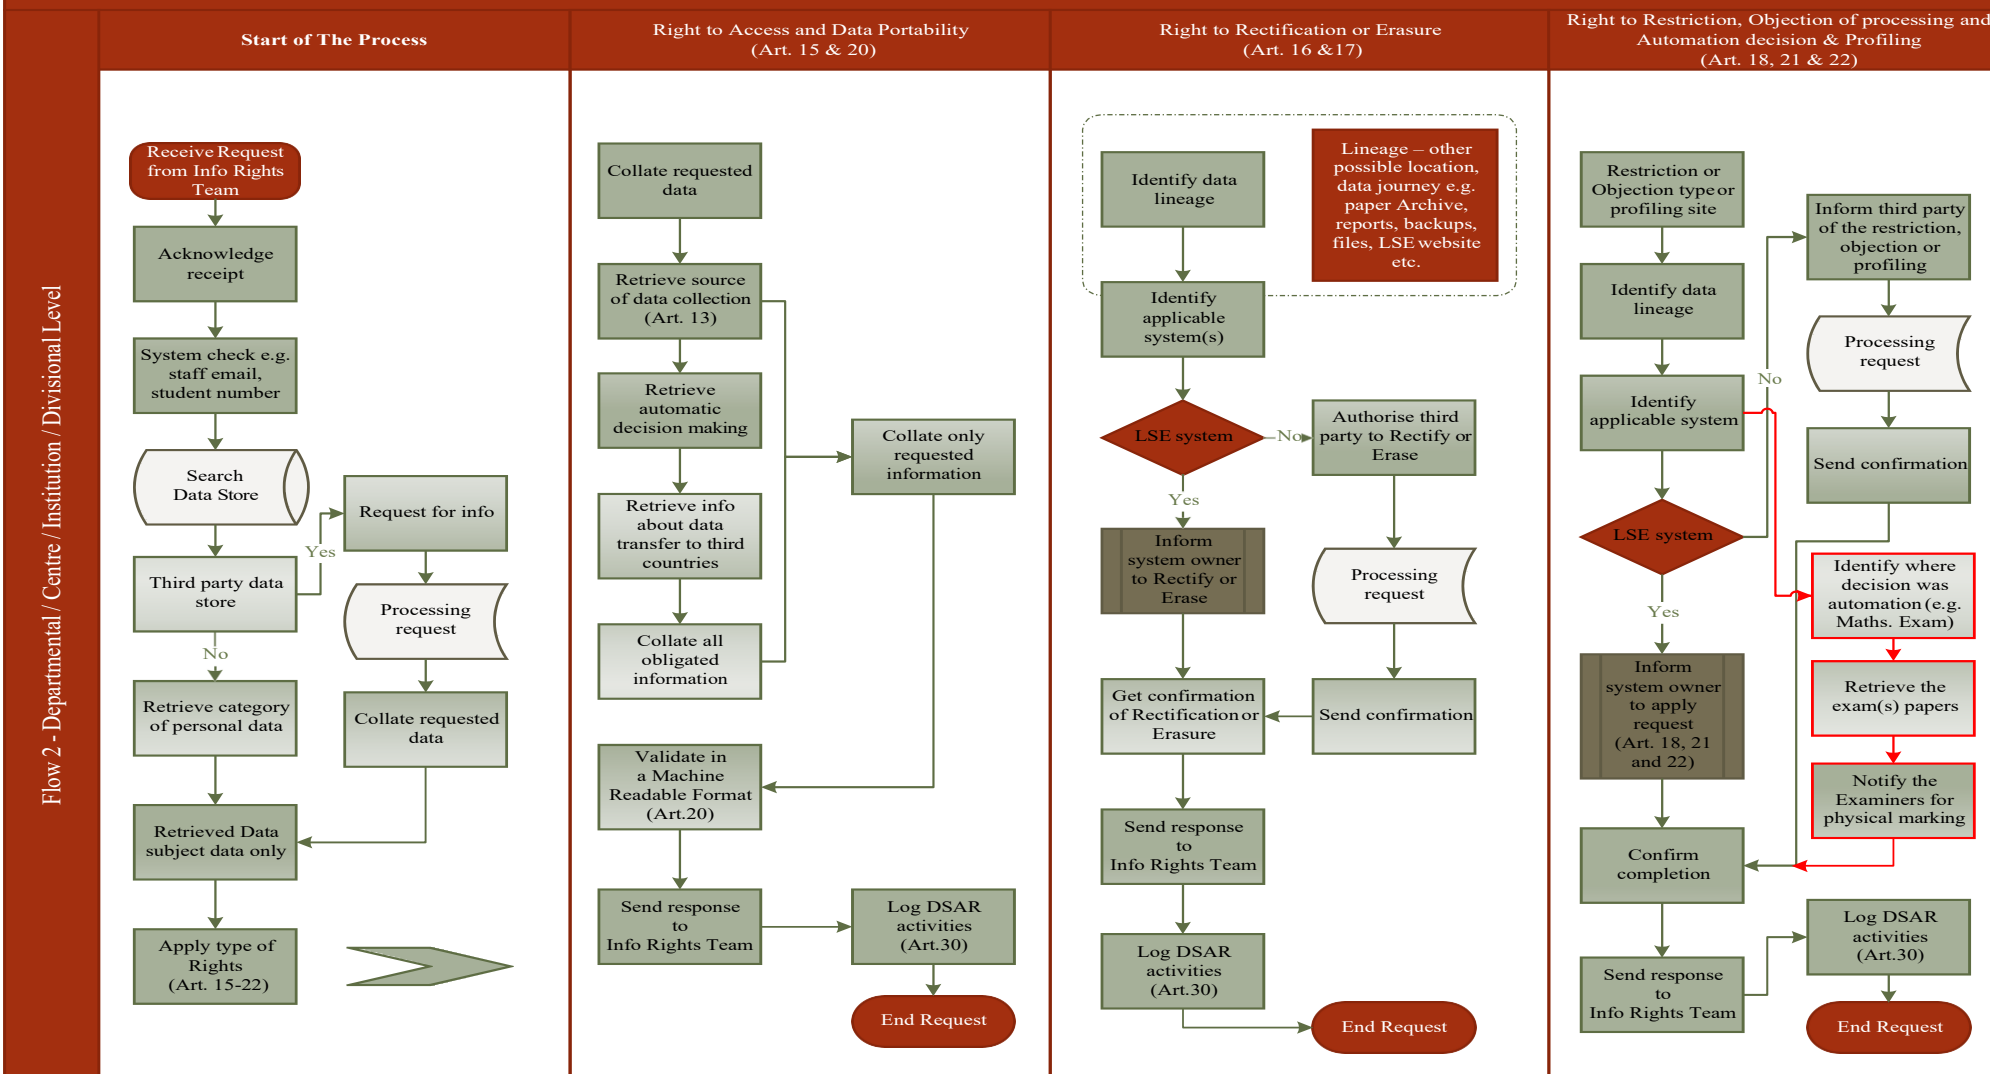 Flow 2 - Departmental / Centre / Institution / Divisional Level
Start of The Process
Receive Request
from Info Rights
Team
Acknowledge
receipt
System check e.g.
staff email,
student number
Search
Data Store
Third party data
store
Yes
No
Request for info
Processing
request
Collate requested
data
Retrieve category
of personal data
Retrieved Data
subject data only
Apply type of
Rights
(Art. 15-22)
Right to Access and Data Portability
(Art. 15 & 20)
Collate requested
data
Retrieve source
of data collection
(Art. 13)
Retrieve
automatic
decision making
Retrieve info
about data
transfer to third
countries
Collate all
obligated
information
Collate only
requested
information
Validate in
a Machine
Readable Format
(Art.20)
Send response
to
Info Rights Team
Log DSAR
activities
(Art.30)
End Request
Right to Rectification or Erasure
(Art. 16 &17)
Identify data
lineage
Lineage – other
possible location,
data journey e.g.
paper Archive,
reports, backups,
files, LSE website
etc.
Identify
applicable
system(s)
LSE system
No
Yes
Authorise third
party to Rectify or
Erase
Inform
system owner
to Rectify or
Erase
Processing
request
Get confirmation
of Rectification or
Erasure
Send confirmation
Send response
to
Info Rights Team
Log DSAR
activities
(Art.30)
End Request
Right to Restriction, Objection of processing and
Automation decision & Profiling
(Art. 18, 21 & 22)
Restriction or
Objection type or
profiling site
Identify data
lineage
Identify
applicable system
LSE system
No
Yes
Inform third party
of the restriction,
objection or
profiling
Processing
request
Send confirmation
Identify where
decision was
automation (e.g.
Maths. Exam)
Retrieve the
exam(s) papers
Notify the
Examiners for
physical marking
Inform
system owner
to apply
request
(Art. 18, 21
and 22)
Confirm
completion
Send response
to
Info Rights Team
Log DSAR
activities
(Art.30)
End Request